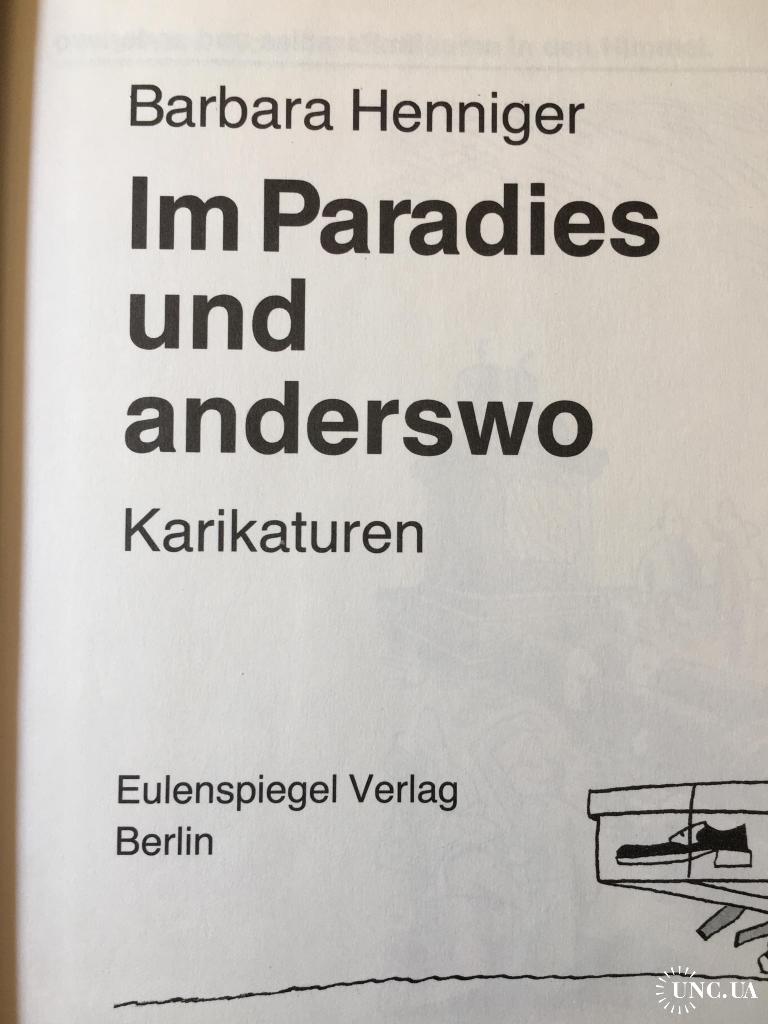 Barbara Henniger
Im Paradies
und
anderswo
Karikaturen
Eulenspiegel Verlag
Berlin
UNC.UA